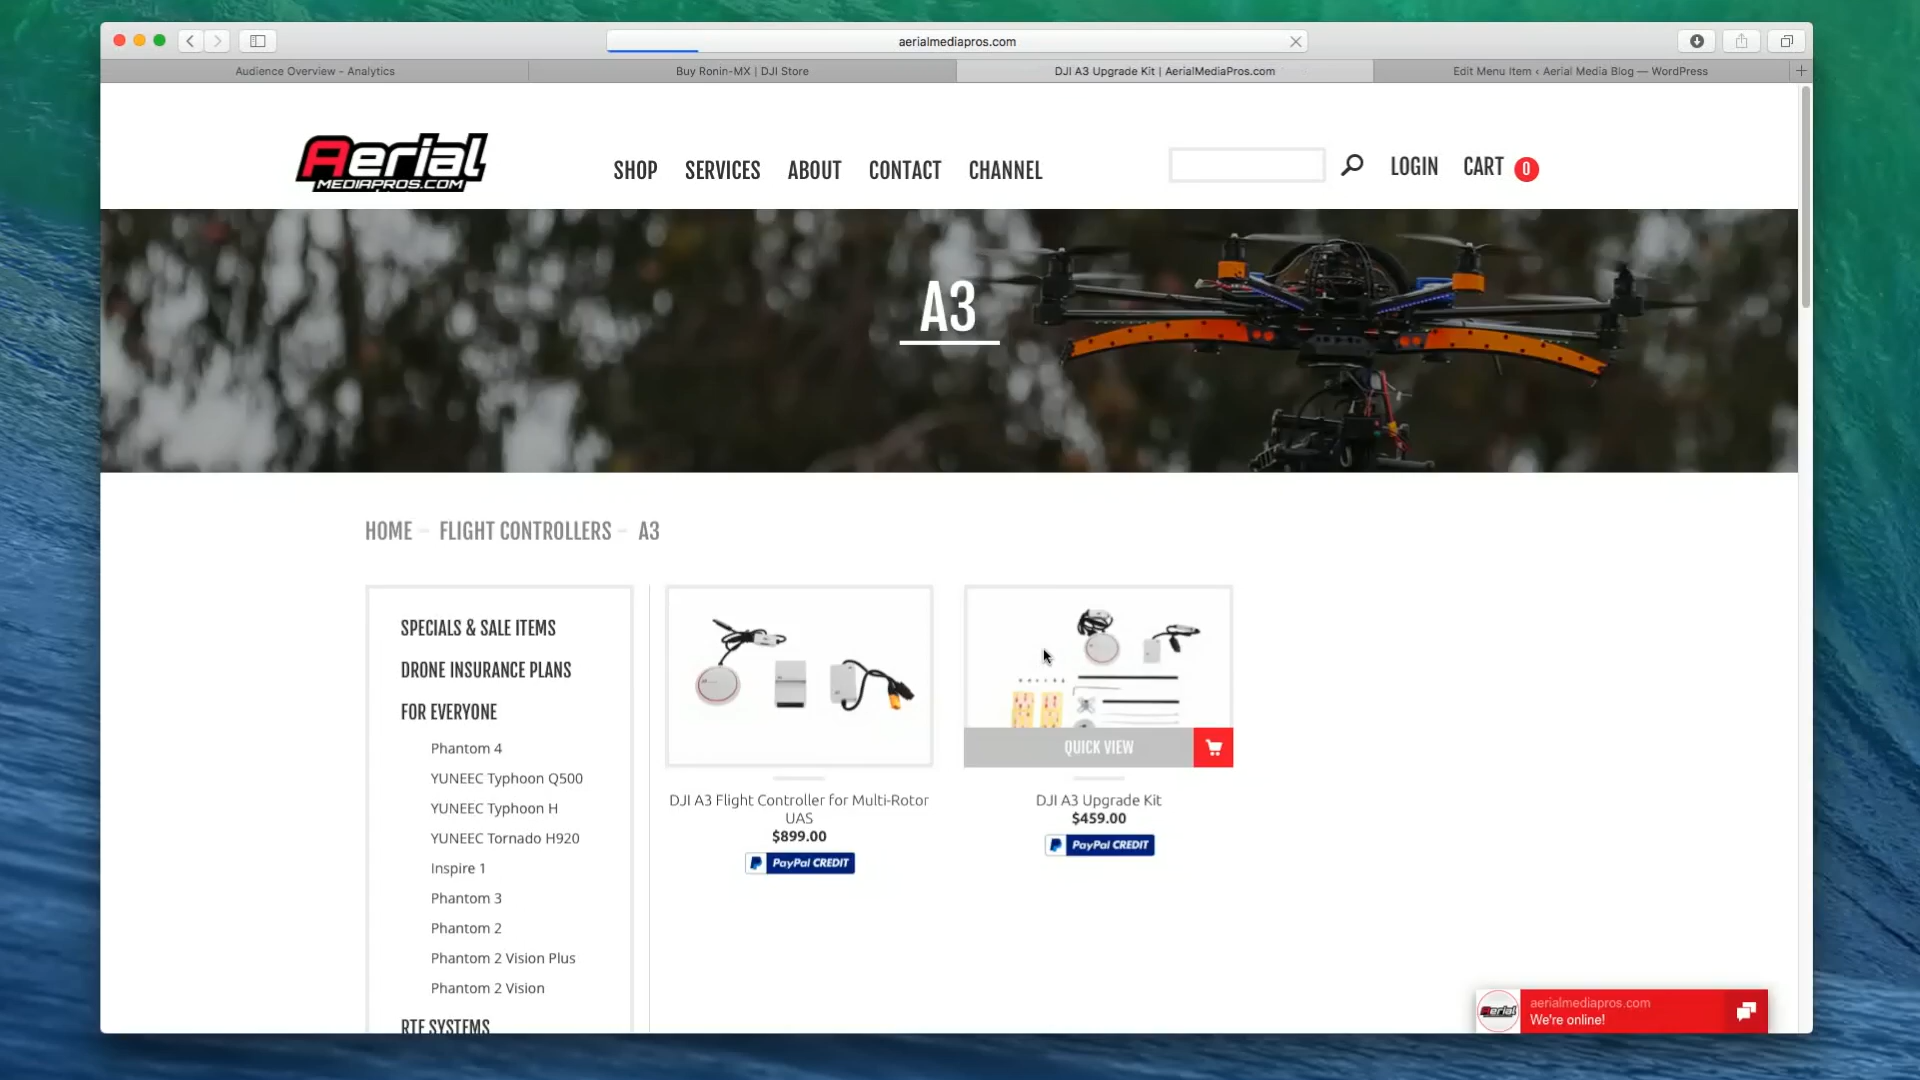 aerialmediapros.com
Audience Overview - Analytics
Buy Ronin-MX | DJI Store
DJI A3 Upgrade Kit | AerialMediaPros.com
Edit Menu Item ‹ Aerial Media Blog — WordPress
Aerial
MEDIAPROS.COM
SHOP SERVICES ABOUT CONTACT CHANNEL
LOGIN CART 0
A3
HOME – FLIGHT CONTROLLERS – A3
SPECIALS & SALE ITEMS
DRONE INSURANCE PLANS
FOR EVERYONE
Phantom 4
YUNEEC Typhoon Q500
YUNEEC Typhoon H
YUNEEC Tornado H920
Inspire 1
Phantom 3
Phantom 2
Phantom 2 Vision Plus
Phantom 2 Vision
RTF SYSTEMS
DJI A3 Flight Controller for Multi-Rotor
UAS
$899.00
PayPal CREDIT
QUICK VIEW
DJI A3 Upgrade Kit
$459.00
PayPal CREDIT
Aerial
aerialmediapros.com
We're online!